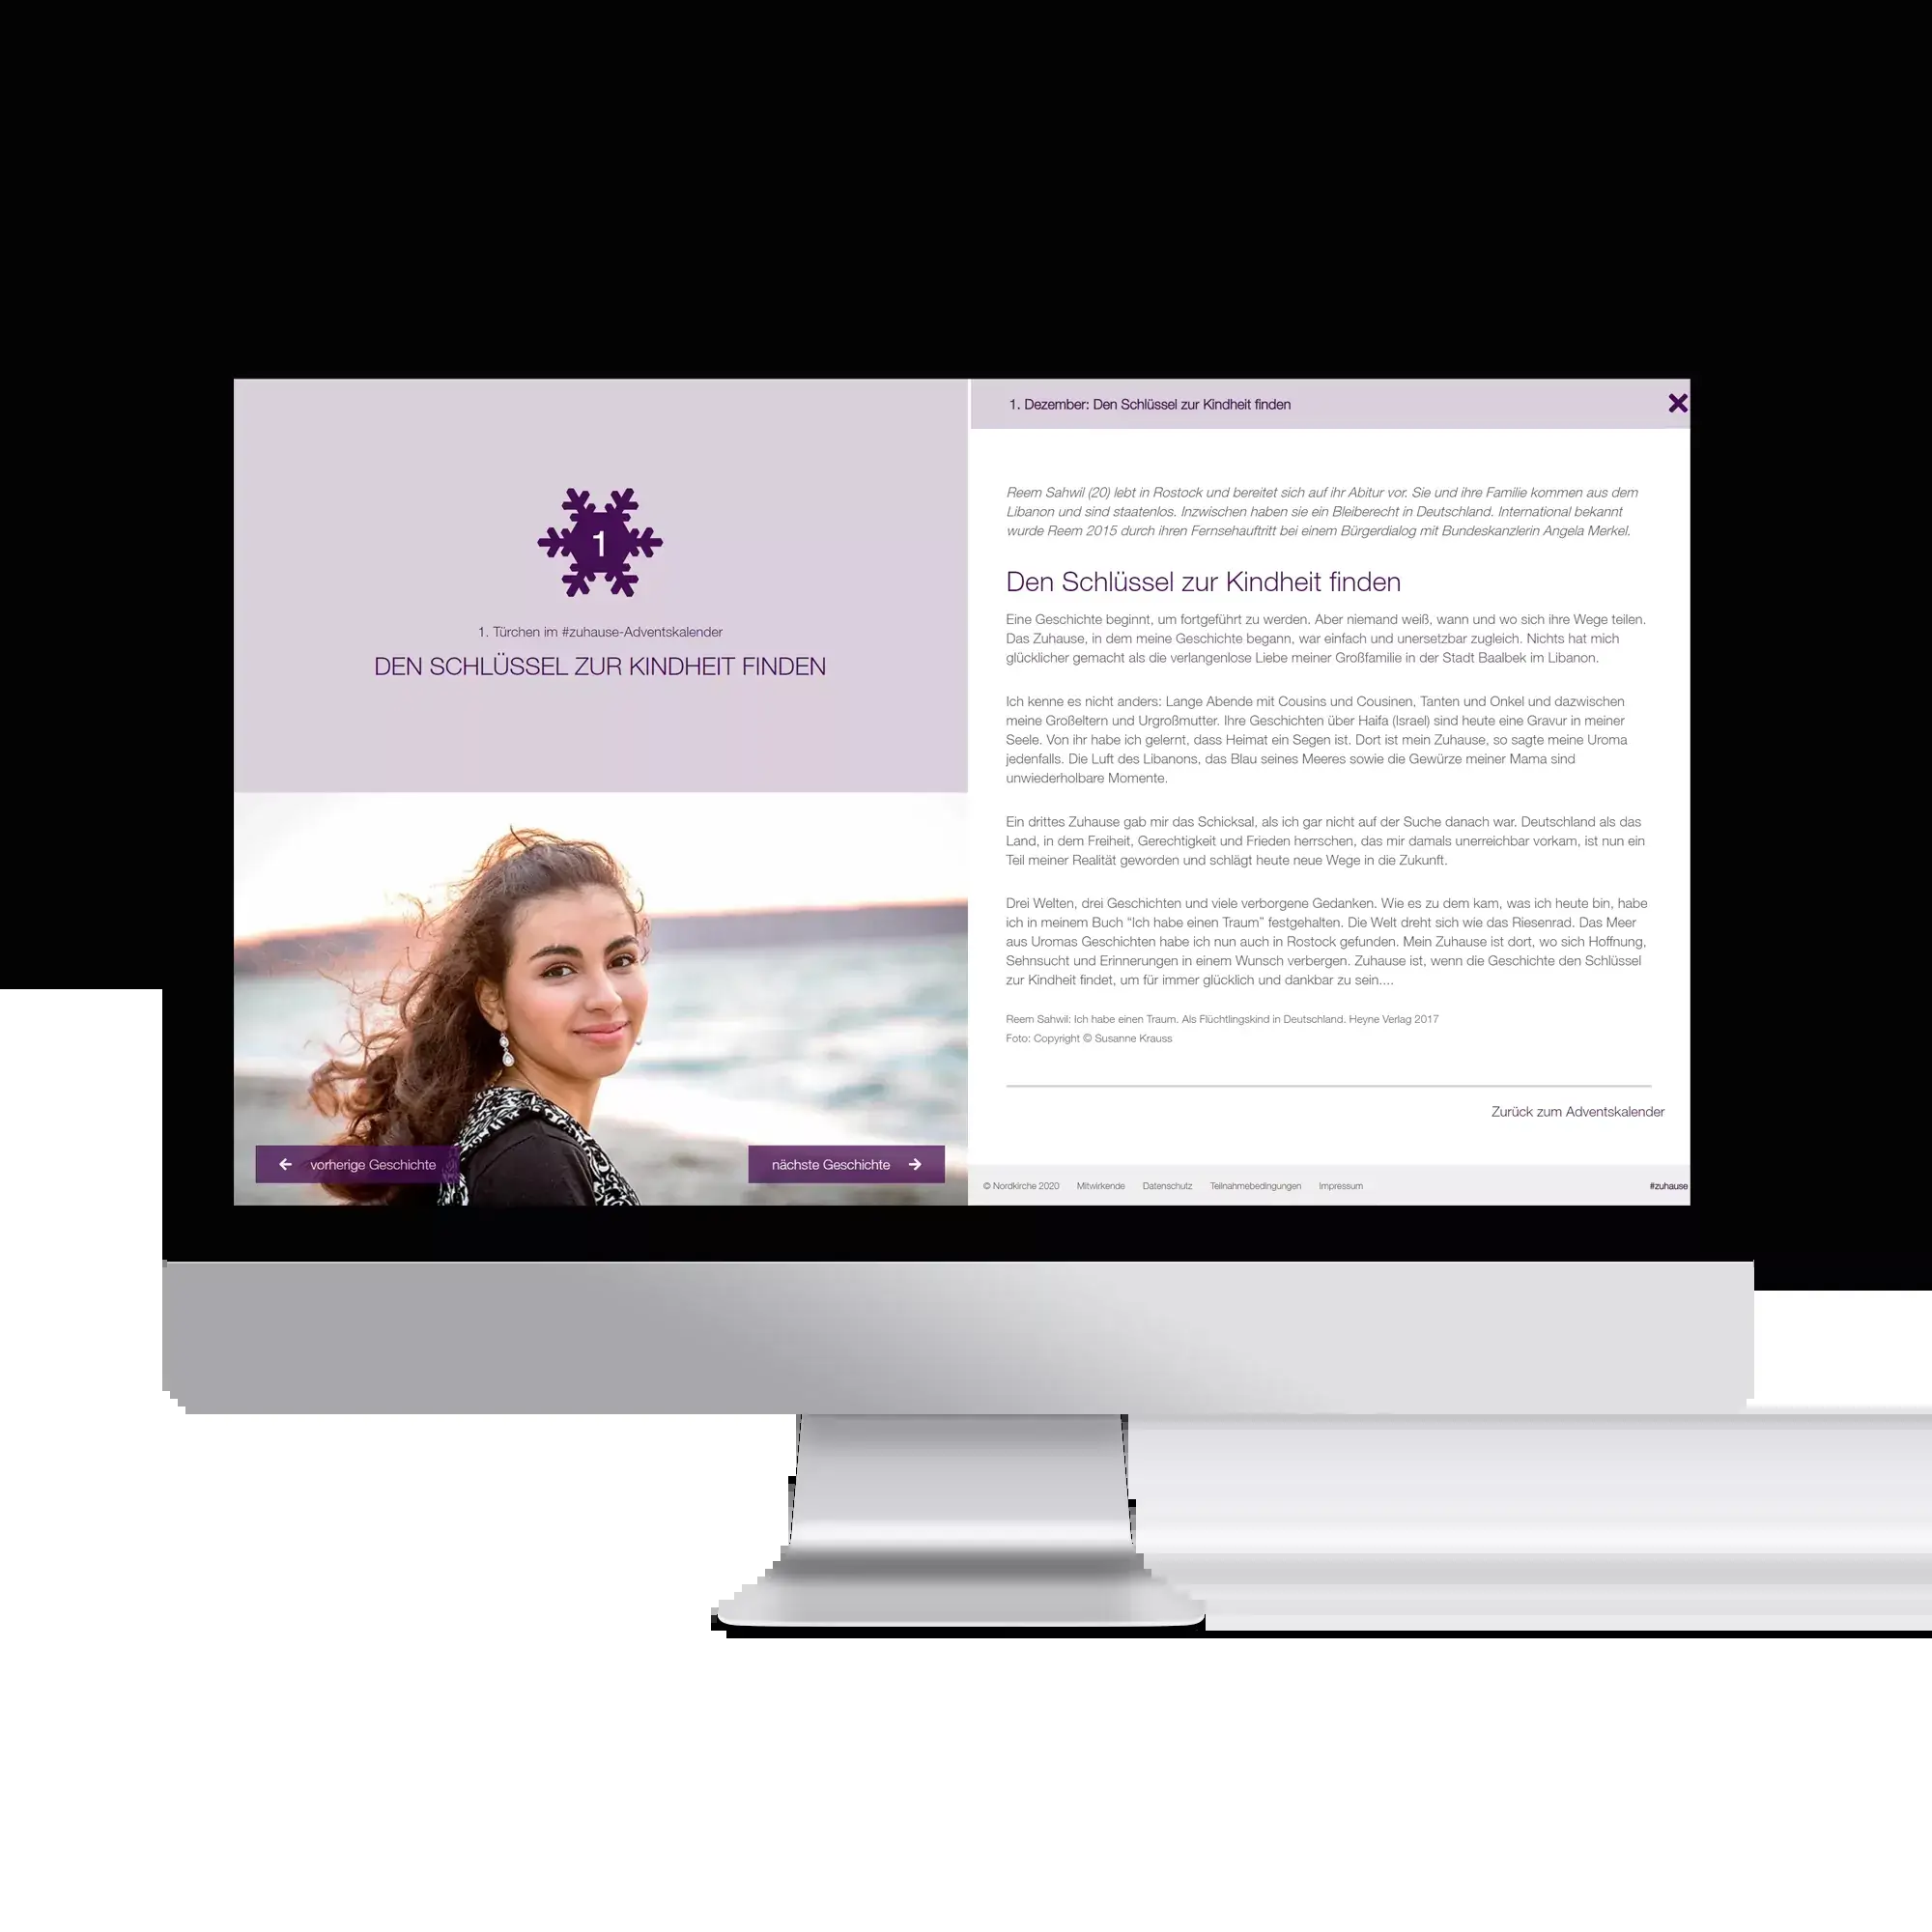 1
1. Türchen im #zuhause-Adventskalender
DEN SCHLÜSSEL ZUR KINDHEIT FINDEN
vorherige Geschichte
nächste Geschichte
1. Dezember: Den Schlüssel zur Kindheit finden
Reem Sahwil (20) lebt in Rostock und bereitet sich auf ihr Abitur vor. Sie und ihre Familie kommen aus dem
Libanon und sind staatenlos. Inzwischen haben sie ein Bleiberecht in Deutschland. International bekannt
wurde Reem 2015 durch ihren Fernsehauftritt bei einem Bürgerdialog mit Bundeskanzlerin Angela Merkel.
Den Schlüssel zur Kindheit finden
Eine Geschichte beginnt, um fortgeführt zu werden. Aber niemand weiß, wann und wo sich ihre Wege teilen.
Das Zuhause, in dem meine Geschichte begann, war einfach und unersetzbar zugleich. Nichts hat mich
glücklicher gemacht als die verlangenlose Liebe meiner Großfamilie in der Stadt Baalbek im Libanon.
Ich kenne es nicht anders: Lange Abende mit Cousins und Cousinen, Tanten und Onkel und dazwischen
meine Großeltern und Urgroßmutter. Ihre Geschichten über Haifa (Israel) sind heute eine Gravur in meiner
Seele. Von ihr habe ich gelernt, dass Heimat ein Segen ist. Dort ist mein Zuhause, so sagte meine Uroma
jedenfalls. Die Luft des Libanons, das Blau seines Meeres sowie die Gewürze meiner Mama sind
unwiederholbare Momente.
Ein drittes Zuhause gab mir das Schicksal, als ich gar nicht auf der Suche danach war. Deutschland als das
Land, in dem Freiheit, Gerechtigkeit und Frieden herrschen, das mir damals unerreichbar vorkam, ist nun ein
Teil meiner Realität geworden und schlägt heute neue Wege in die Zukunft.
Drei Welten, drei Geschichten und viele verborgene Gedanken. Wie es zu dem kam, was ich heute bin, habe
ich in meinem Buch “Ich habe einen Traum” festgehalten. Die Welt dreht sich wie das Riesenrad. Das Meer
aus Uromas Geschichten habe ich nun auch in Rostock gefunden. Mein Zuhause ist dort, wo sich Hoffnung,
Sehnsucht und Erinnerungen in einem Wunsch verbergen. Zuhause ist, wenn die Geschichte den Schlüssel
zur Kindheit findet, um für immer glücklich und dankbar zu sein....
Reem Sahwil: Ich habe einen Traum. Als Flüchtlingskind in Deutschland. Heyne Verlag 2017
Foto: Copyright © Susanne Krauss
Zurück zum Adventskalender
© Nordkirche 2020 Mitwirkende Datenschutz Teilnahmebedingungen Impressum #zuhause